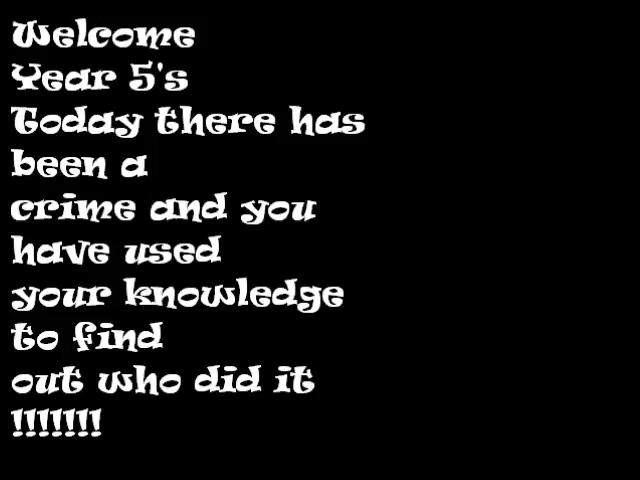 Welcome
Year 5's
Today there has
been a
crime and you
have used
your knowledge
to find
out who did it
!!!!!!!